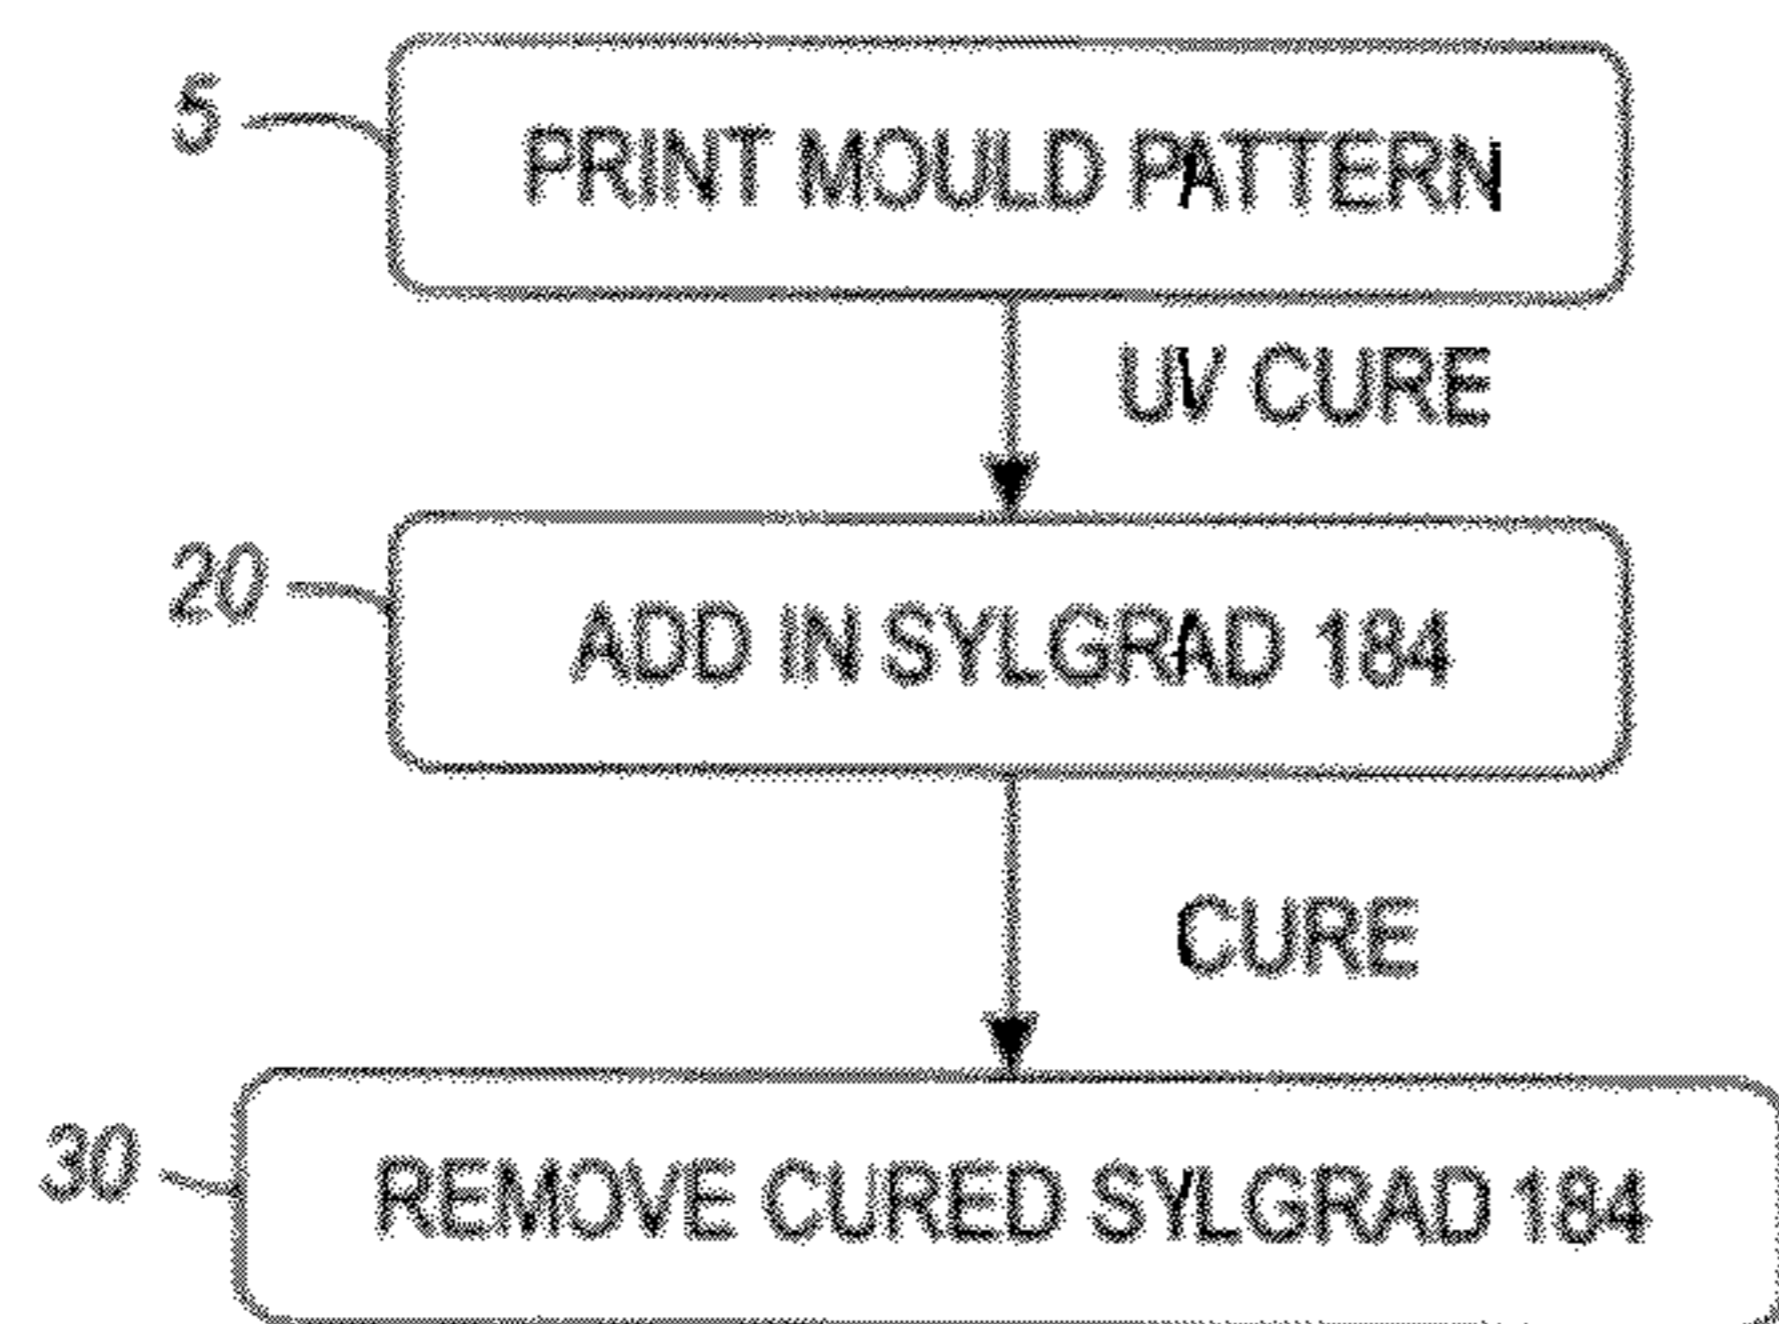 5
PRINT MOULD PATTERN
UV CURE
20
ADD IN SYLGRAD 184
CURE
30
REMOVE CURED SYLGRAD 184